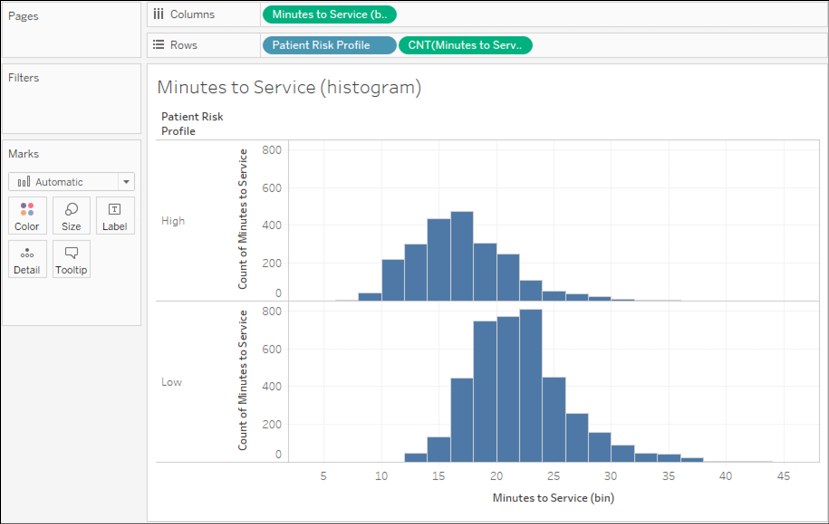 Pages
Columns
Minutes to Service (b..
Rows
Patient Risk Profile
CNT(Minutes to Serv..
Filters
Marks
Automatic
Color
Size
Label
Detail
Tooltip
Minutes to Service (histogram)
Patient Risk
Profile
High
Count of Minutes to Service
800
600
400
200
0
Low
Count of Minutes to Service
800
600
400
200
0
5 10 15 20 25 30 35 40 45
Minutes to Service (bin)